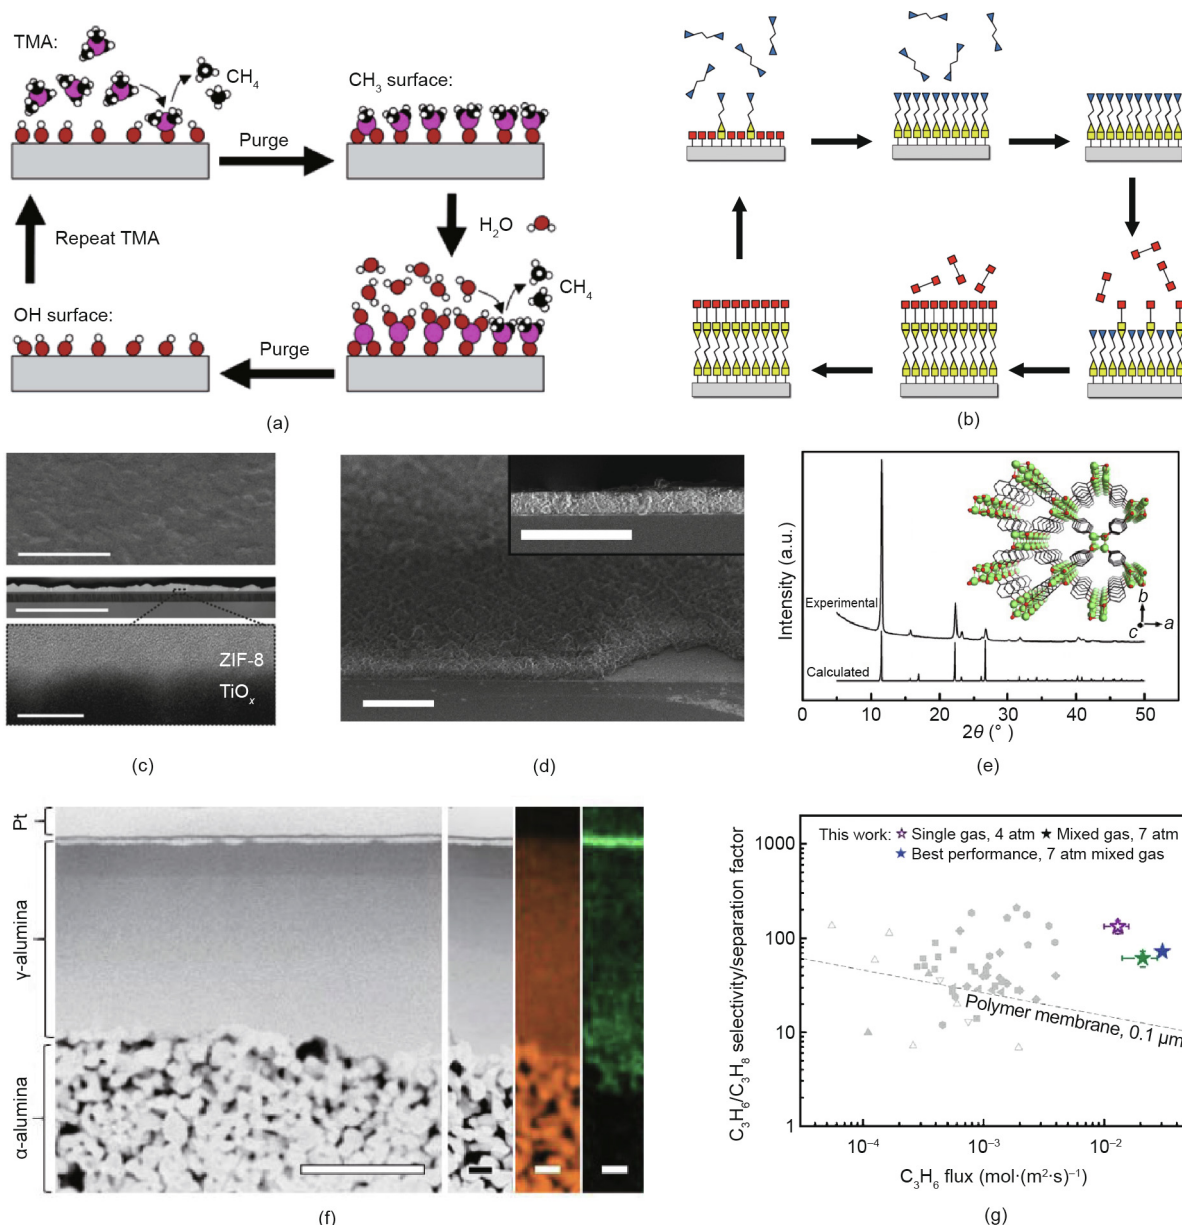 TMA:
CH₄
CH₃ surface:
Purge
Repeat TMA
H₂O
CH₄
OH surface:
Purge
(a)
(b)
ZIF-8
TiOₓ
(c)
(d)
Intensity (a.u.)
Experimental
Calculated
b
c
a
0
10
20
30
40
50
2θ (°)
(e)
Pt
γ-alumina
α-alumina
(f)
C₃H₆/C₃H₈ selectivity/separation factor
1000
100
10
1
This work: Single gas, 4 atm Mixed gas, 7 atm
Best performance, 7 atm mixed gas
Polymer membrane, 0.1 μm
10⁻⁴
10⁻³
10⁻²
C₃H₆ flux (mol·(m²·s)⁻¹)
(g)